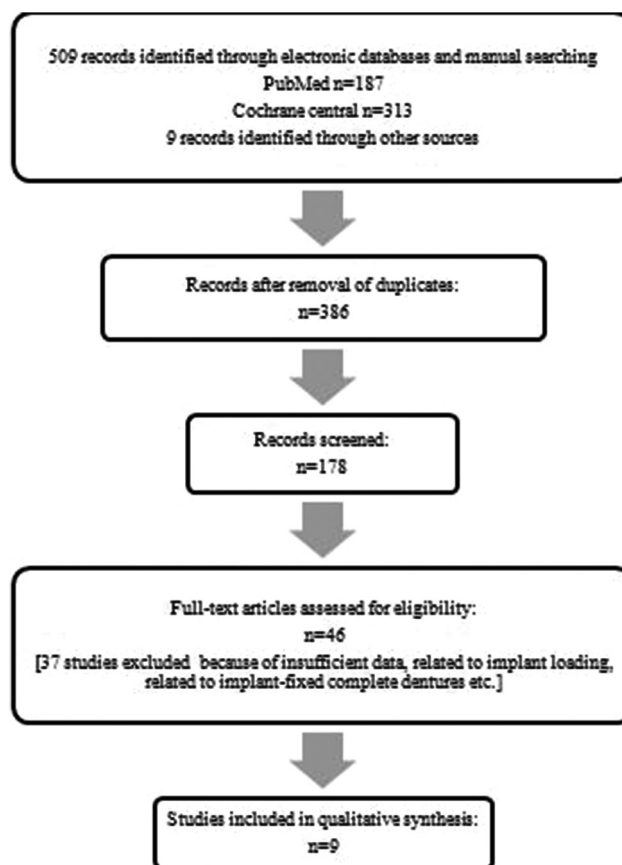 509 records identified through electronic databases and manual searching
PubMed n=187
Cochrane central n=313
9 records identified through other sources
Records after removal of duplicates:
n=386
Records screened:
n=178
Full-text articles assessed for eligibility:
n=46
[37 studies excluded because of insufficient data, related to implant loading,
related to implant-fixed complete dentures etc.]
Studies included in qualitative synthesis:
n=9